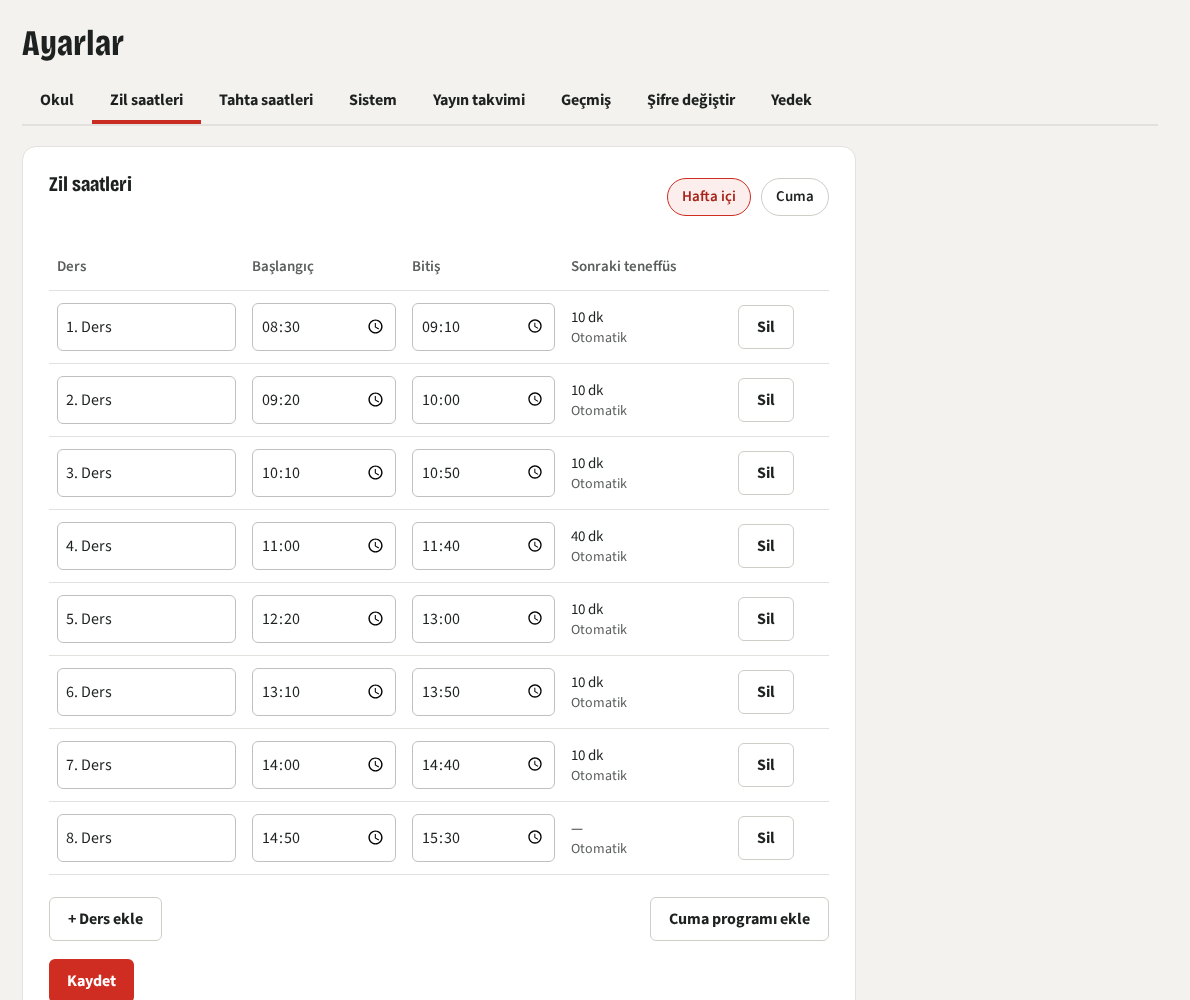 Ayarlar
Okul Zil saatleri Tahta saatleri Sistem Yayın takvimi Geçmiş Şifre değiştir Yedek
Zil saatleri
Hafta içi Cuma
Ders Başlangıç Bitiş Sonraki teneffüs
1. Ders 08:30 09:10 10 dk Otomatik Sil
2. Ders 09:20 10:00 10 dk Otomatik Sil
3. Ders 10:10 10:50 10 dk Otomatik Sil
4. Ders 11:00 11:40 40 dk Otomatik Sil
5. Ders 12:20 13:00 10 dk Otomatik Sil
6. Ders 13:10 13:50 10 dk Otomatik Sil
7. Ders 14:00 14:40 10 dk Otomatik Sil
8. Ders 14:50 15:30 — Otomatik Sil
+ Ders ekle Cuma programı ekle
Kaydet